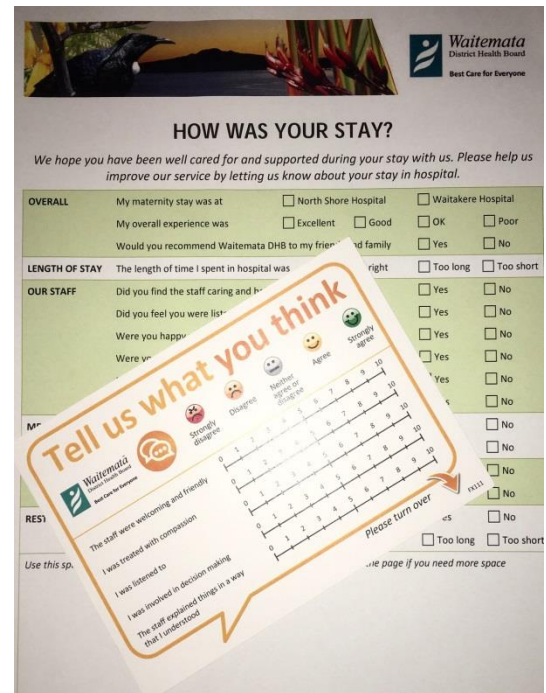 Waitemata
District Health Board
Best Care for Everyone
HOW WAS YOUR STAY?
We hope you have been well cared for and supported during your stay with us. Please help us
improve our service by letting us know about your stay in hospital.
OVERALL My maternity stay was at North Shore Hospital Waitakere Hospital
My overall experience was Excellent Good OK Poor
Would you recommend Waitemata DHB to my and family Yes No
LENGTH OF STAY The length of time I spent in hospital was right Too long Too short
OUR STAFF Did you find the staff caring and Yes No
Did you feel you were Yes No
Were you happy Yes No
Were Yes No
Yes No
No
No
No
No
No
No
Too long Too short
Use this page if you need more space
Tell us what you think
Waitematā
District Health Board
Best Care for Everyone
Strongly disagree
Disagree
Neither agree or disagree
Agree
Strongly agree
The staff were welcoming and friendly 0 1 2 3 4 5 6 7 8 9 10
I was treated with compassion 0 1 2 3 4 5 6 7 8 9 10
I was listened to 0 1 2 3 4 5 6 7 8 9 10
I was involved in decision making 0 1 2 3 4 5 6 7 8 9 10
The staff explained things in a way 0 1 2 3 4 5 6 7 8 9 10
that I understood
Please turn over
FX111